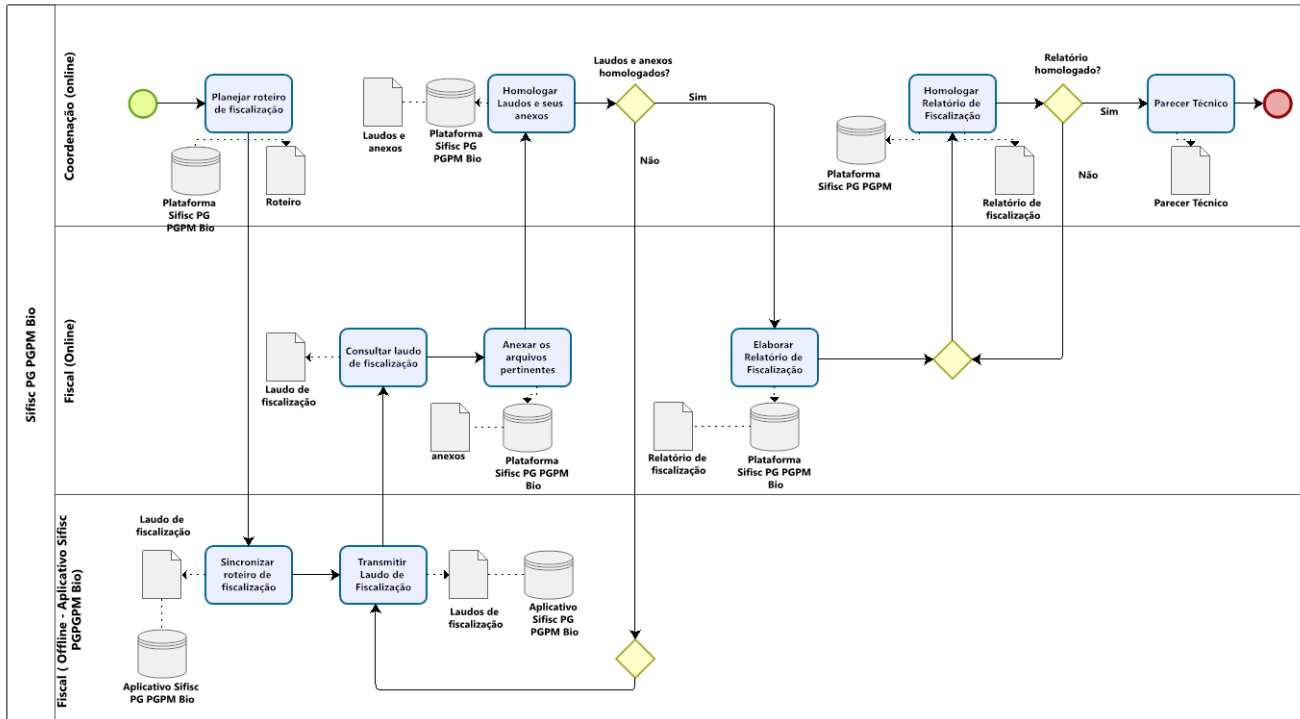 Sifisc PG PGPM Bio
Coordenação (online)
Planejar roteiro
de fiscalização
Plataforma
Sifisc PG
PGPM Bio
Roteiro
Laudos e
anexos
Plataforma
Sifisc PG
PGPM Bio
Homologar
Laudos e seus
anexos
Laudos e anexos
homologados?
Sim
Não
Homologar
Relatório de
Fiscalização
Plataforma
Sifisc PG PGPM
Relatório de
fiscalização
Relatório
homologado?
Sim
Não
Parecer Técnico
Parecer Técnico
Fiscal (Online)
Laudo de
fiscalização
Consultar laudo
de fiscalização
Anexar os
arquivos
pertinentes
anexos
Plataforma
Sifisc PG PGPM
Bio
Elaborar
Relatório de
Fiscalização
Relatório de
fiscalização
Plataforma
Sifisc PG PGPM
Bio
Fiscal ( Offline - Aplicativo Sifisc
PGPGPM Bio)
Laudo de
fiscalização
Aplicativo Sifisc
PG PGPM Bio
Sincronizar
roteiro de
fiscalização
Transmitir
Laudo de
Fiscalização
Laudos de
fiscalização
Aplicativo
Sifisc PG
PGPM Bio